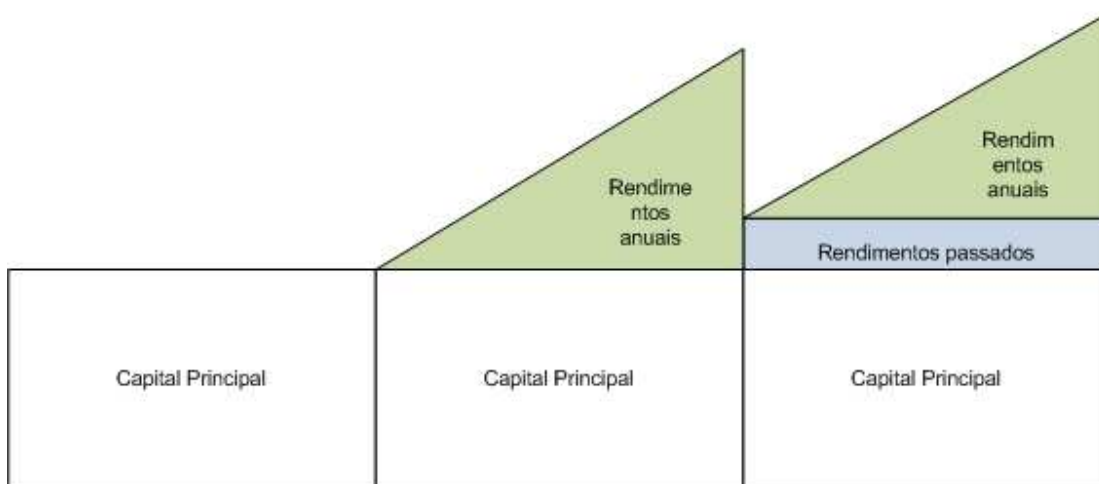 Rendim
entos
anuais
Rendime
ntos
anuais
Rendimentos passados
Capital Principal
Capital Principal
Capital Principal